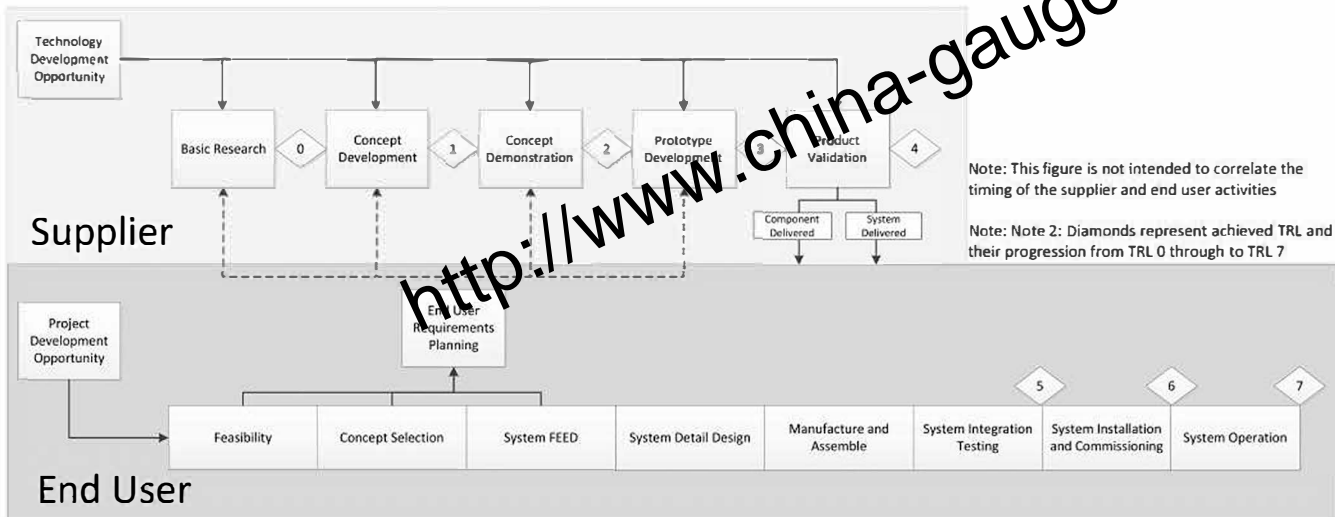 Technology
Development
Opportunity
Basic Research
0
Concept
Development
1
Concept
Demonstration
2
Prototype
Development
3
Product
Validation
4
Component
Delivered
System
Delivered
Supplier
Note: This figure is not intended to correlate the
timing of the supplier and end user activities
Note: Note 2: Diamonds represent achieved TRL and
their progression from TRL 0 through to TRL 7
http://www.china-gauge
Project
Development
Opportunity
End User
Requirements
Planning
Feasibility
Concept Selection
System FEED
System Detail Design
Manufacture and
Assemble
System Integration
Testing
5
System Installation
and Commissioning
6
System Operation
7
End User